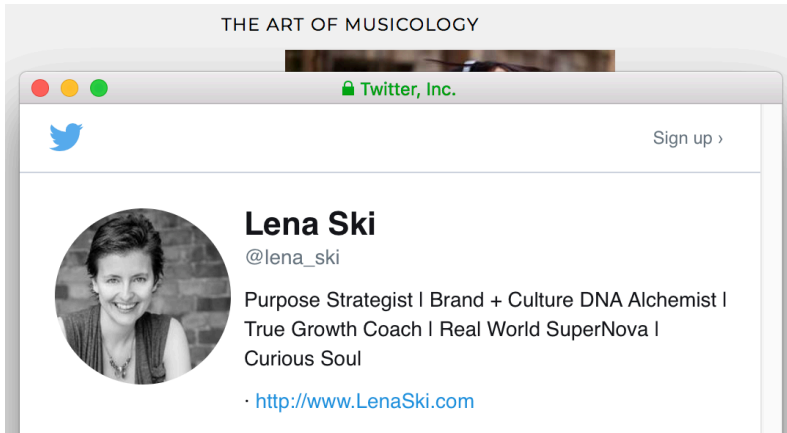 THE ART OF MUSICOLOGY
Twitter, Inc.
Sign up ›
Lena Ski
@lena_ski
Purpose Strategist | Brand + Culture DNA Alchemist |
True Growth Coach | Real World SuperNova |
Curious Soul
· http://www.LenaSki.com